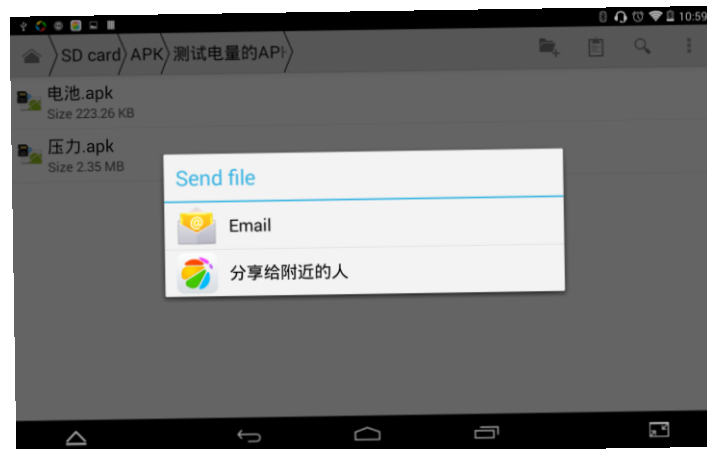 10:59
SD card
APK
测试电量的AP
电池.apk
Size 223.26 KB
压力.apk
Size 2.35 MB
Send file
Email
分享给附近的人